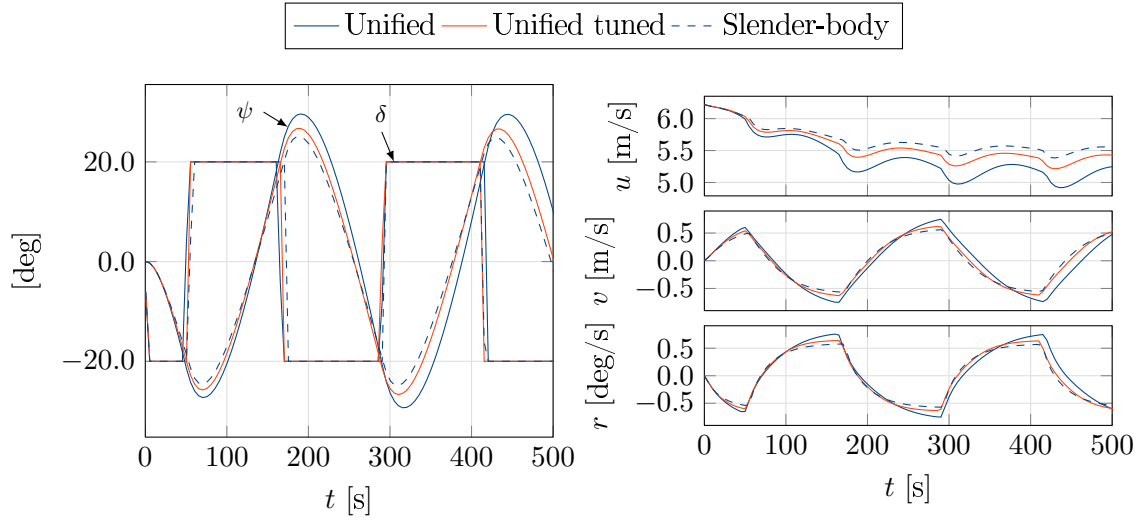 Unified Unified tuned Slender-body
ψ δ
20.0
0.0
−20.0
[deg]
0 100 200 300 400 500
t [s]
6.0
5.5
5.0
u [m/s]
0.5
0.0
−0.5
v [m/s]
0.5
0.0
−0.5
r [deg/s]
0 100 200 300 400 500
t [s]